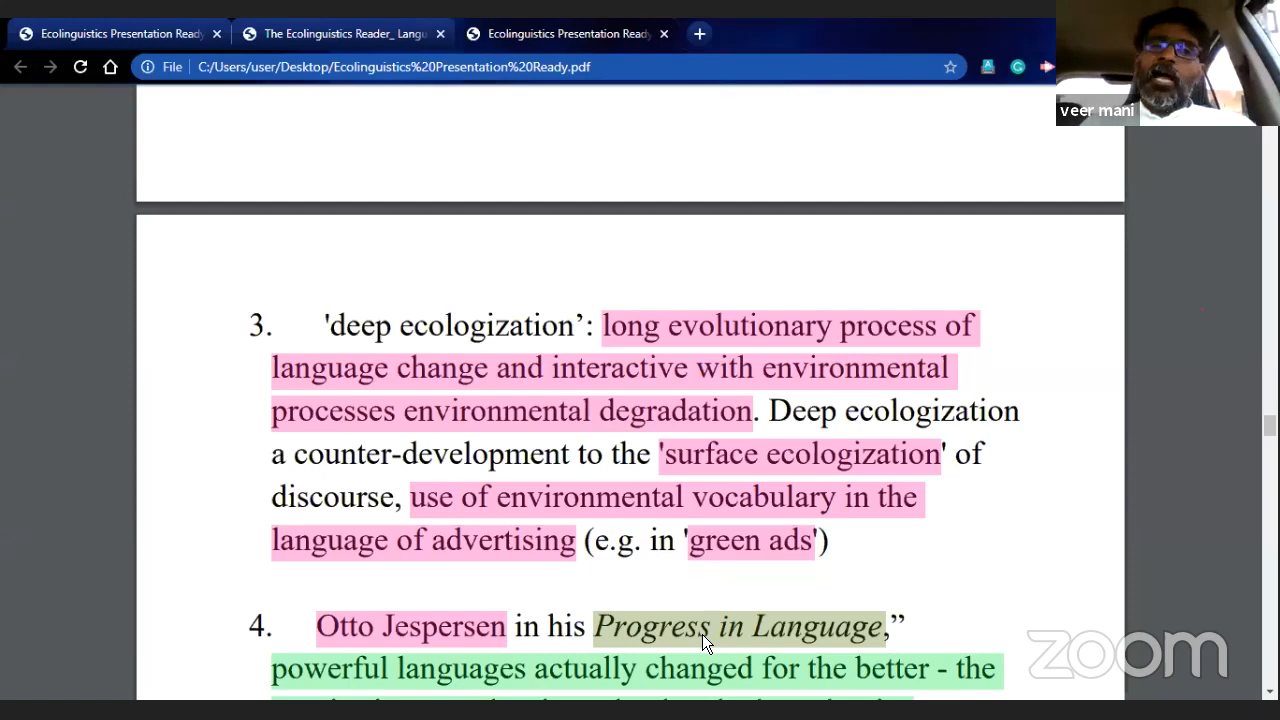 Ecolinguistics Presentation Ready
The Ecolinguistics Reader_ Langu
Ecolinguistics Presentation Ready
File C:/Users/user/Desktop/Ecolinguistics%20Presentation%20Ready.pdf
veer mani
3. 'deep ecologization’: long evolutionary process of
language change and interactive with environmental
processes environmental degradation. Deep ecologization
a counter-development to the 'surface ecologization' of
discourse, use of environmental vocabulary in the
language of advertising (e.g. in 'green ads')
4. Otto Jespersen in his Progress in Language,”
powerful languages actually changed for the better - the
zoom